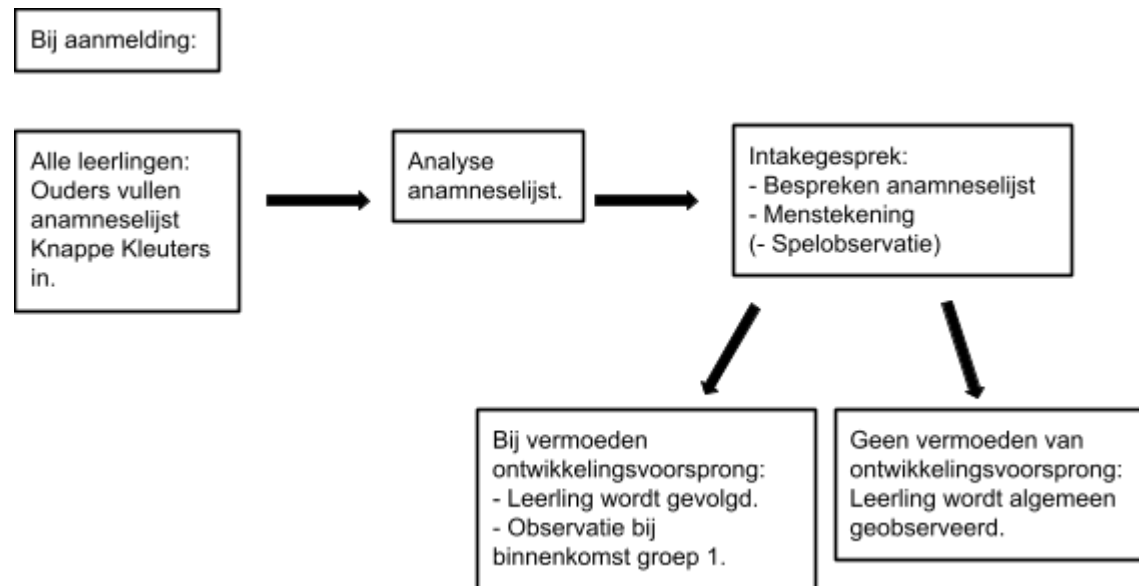 Bij aanmelding:
Alle leerlingen:
Ouders vullen
anamneselijst
Knappe Kleuters
in.
Analyse
anamneselijst.
Intakegesprek:
- Bespreken anamneselijst
- Menstekening
(- Spelobservatie)
Bij vermoeden
ontwikkelingsvoorsprong:
- Leerling wordt gevolgd.
- Observatie bij
binnenkomst groep 1.
Geen vermoeden van
ontwikkelingsvoorsprong:
Leerling wordt algemeen
geobserveerd.